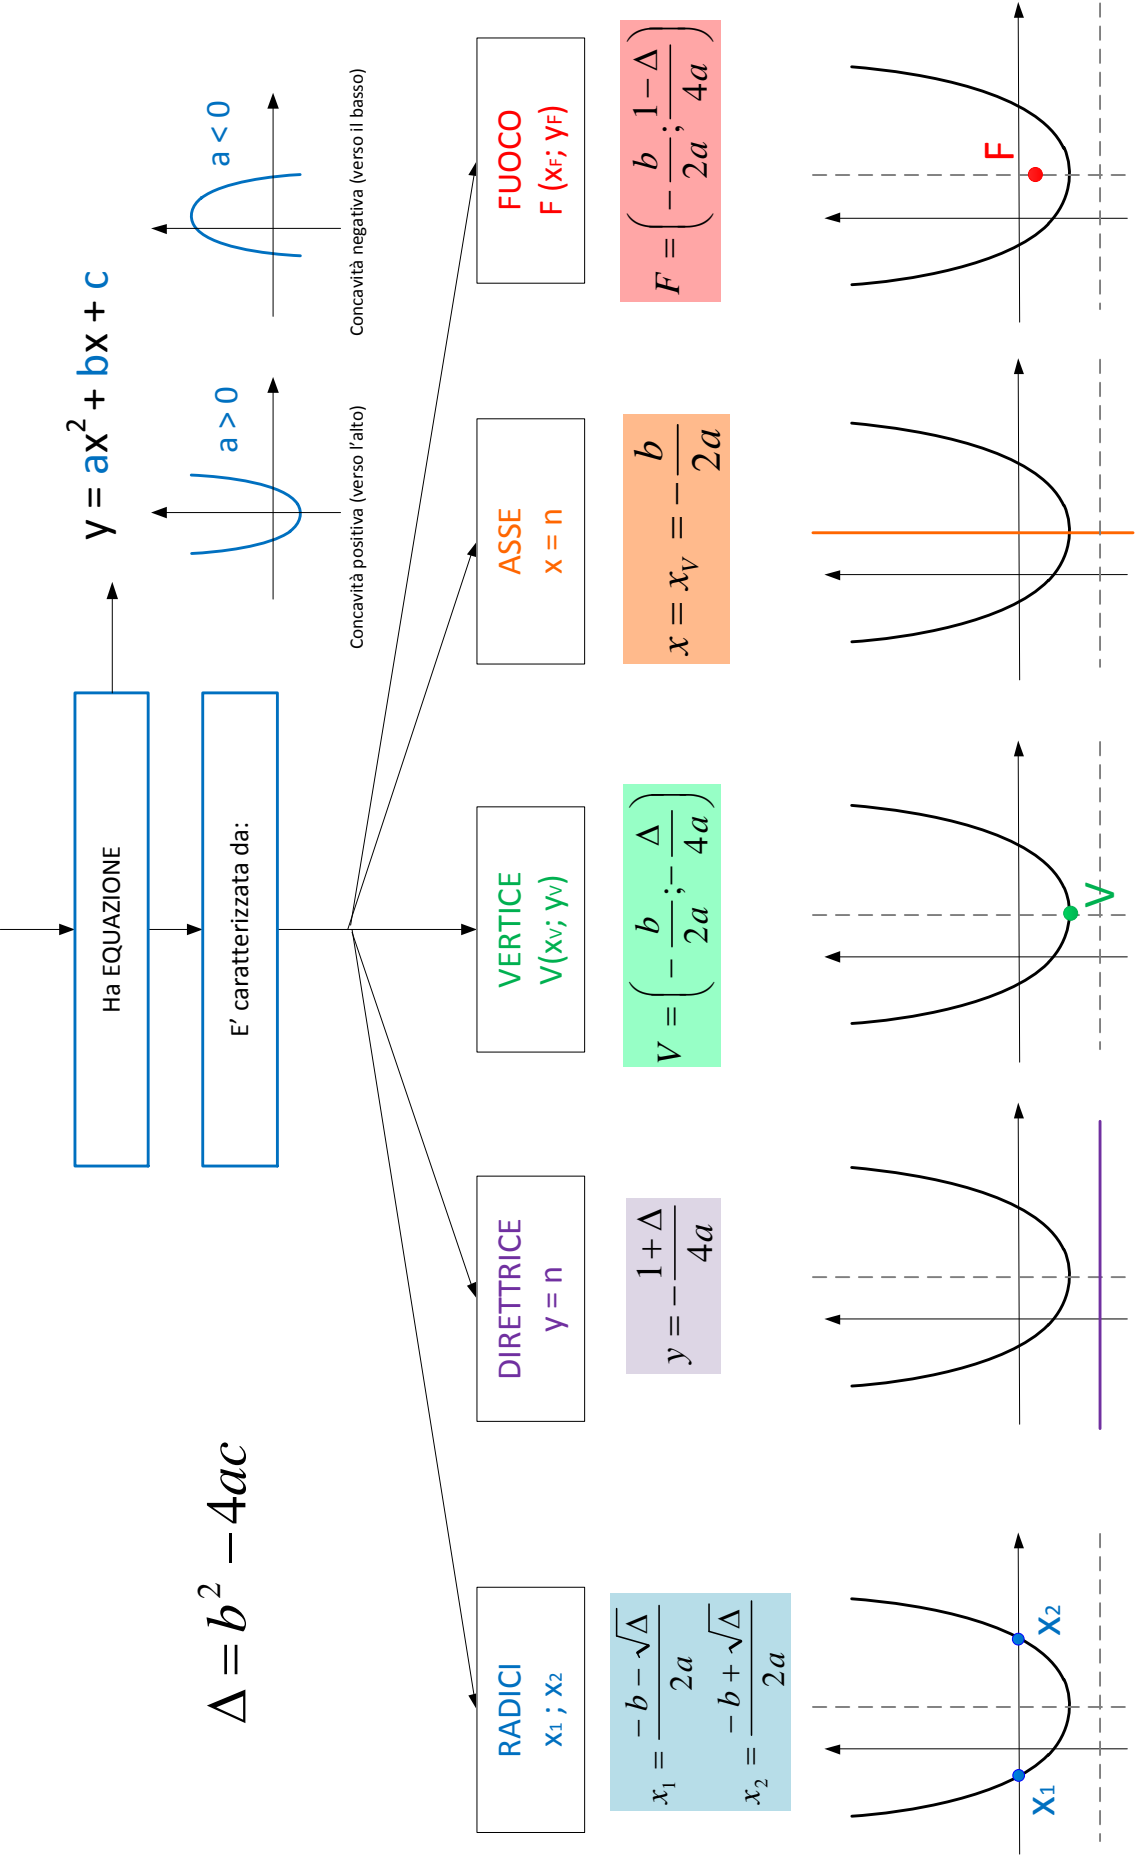 Ha EQUAZIONE
y = ax² + bx + c
E' caratterizzata da:
Δ = b² − 4ac
a > 0
Concavità positiva (verso l'alto)
a < 0
Concavità negativa (verso il basso)
RADICI
x₁ ; x₂
x₁ = (−b − √Δ) / 2a
x₂ = (−b + √Δ) / 2a
X₁
X₂
DIRETTRICE
y = n
y = − (1 + Δ) / 4a
VERTICE
V(xᵥ; yᵥ)
V = (− b / 2a ; − Δ / 4a)
V
ASSE
x = n
x = xᵥ = − b / 2a
FUOCO
F (xF; yF)
F = (− b / 2a ; (1 − Δ) / 4a)
F